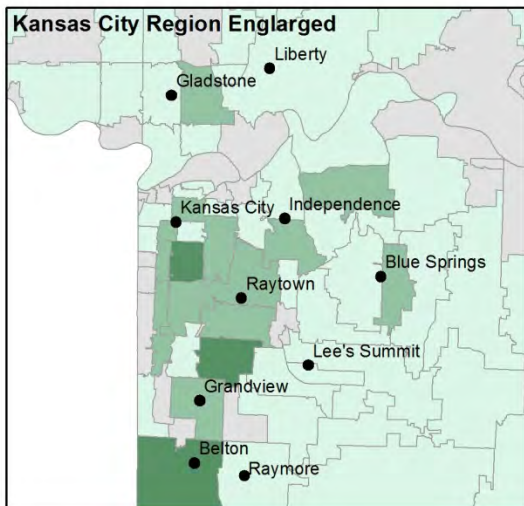 Kansas City Region Englarged
Liberty
Gladstone
Kansas City
Independence
Blue Springs
Raytown
Lee's Summit
Grandview
Belton
Raymore